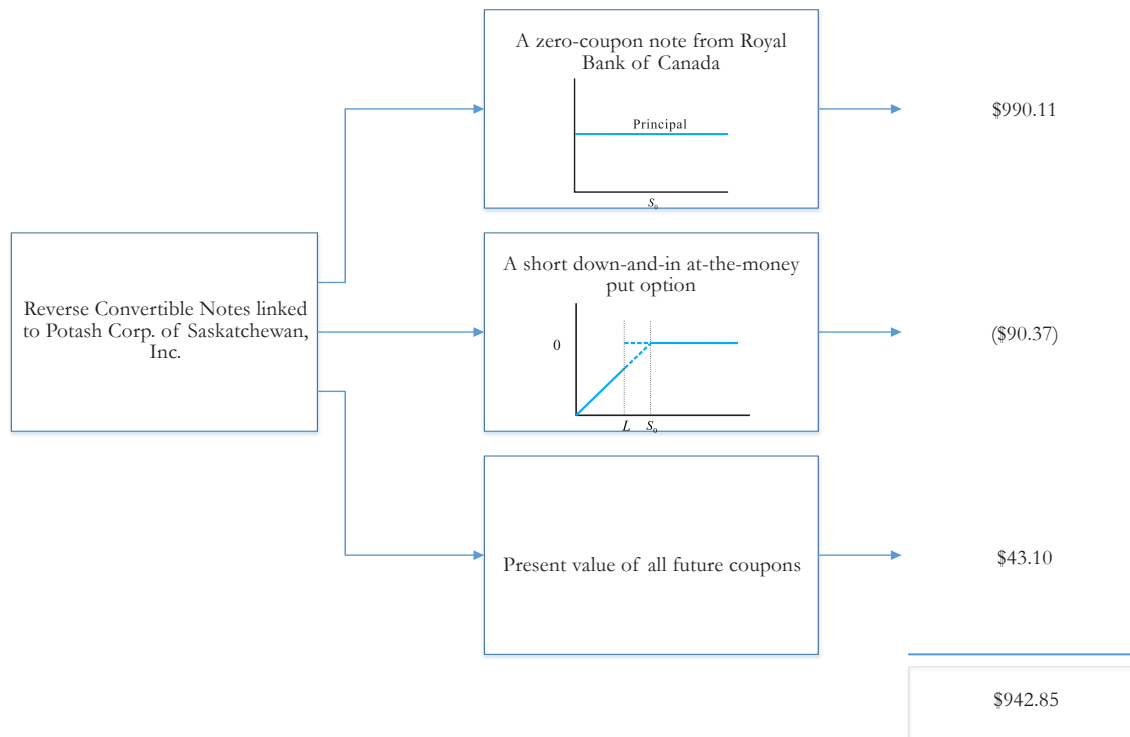 A zero-coupon note from Royal
Bank of Canada
Principal
S₀
$990.11
Reverse Convertible Notes linked
to Potash Corp. of Saskatchewan,
Inc.
A short down-and-in at-the-money
put option
0
L S₀
($90.37)
Present value of all future coupons
$43.10
$942.85